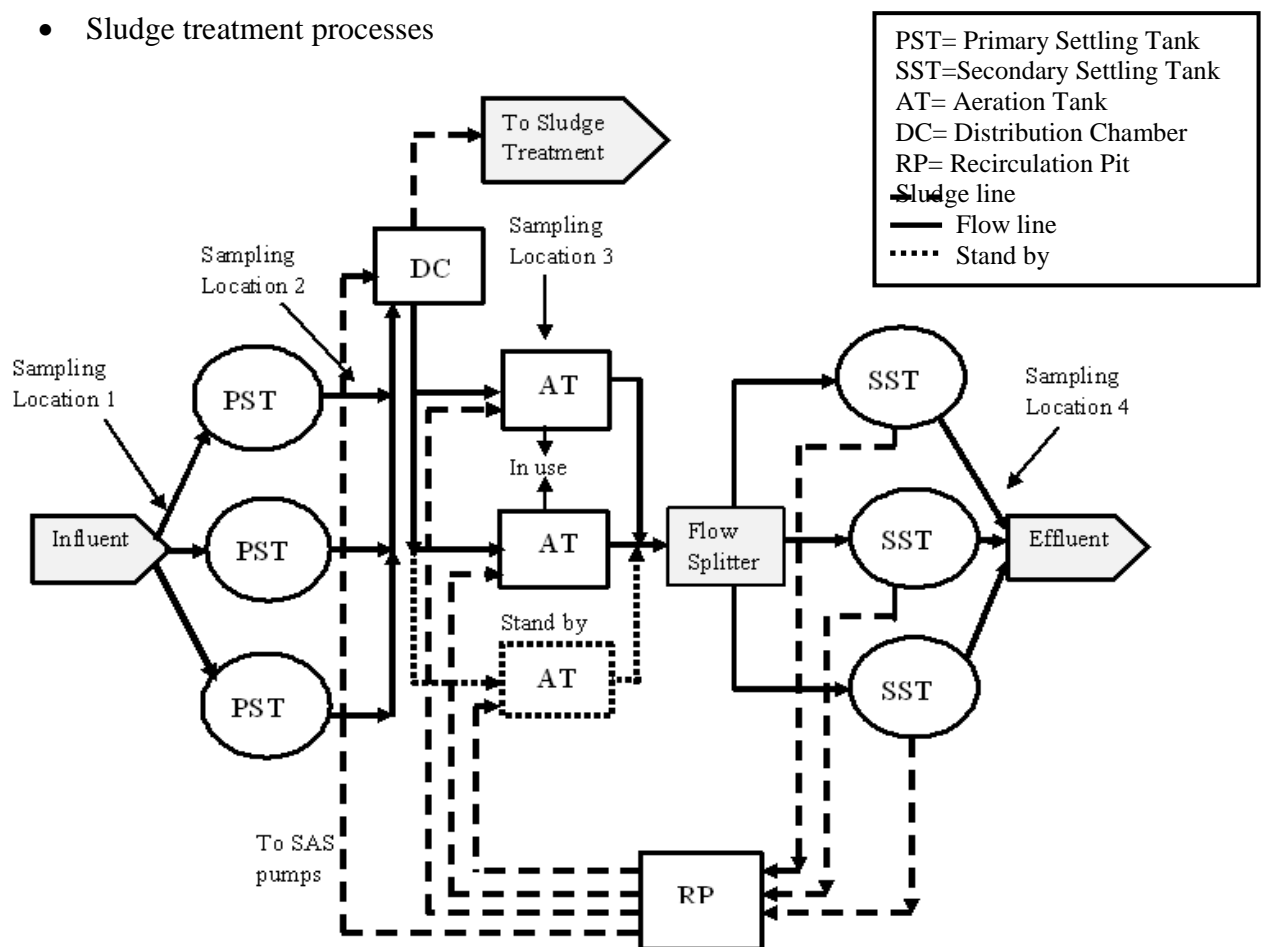 • Sludge treatment processes
PST= Primary Settling Tank
SST=Secondary Settling Tank
AT= Aeration Tank
DC= Distribution Chamber
RP= Recirculation Pit
Sludge line
Flow line
Stand by
To Sludge
Treatment
Sampling
Location 3
Sampling
Location 2
DC
Sampling
Location 1
PST
AT
SST
Sampling
Location 4
In use
Influent
PST
AT
Flow
Splitter
SST
Effluent
Stand by
AT
PST
SST
To SAS
pumps
RP